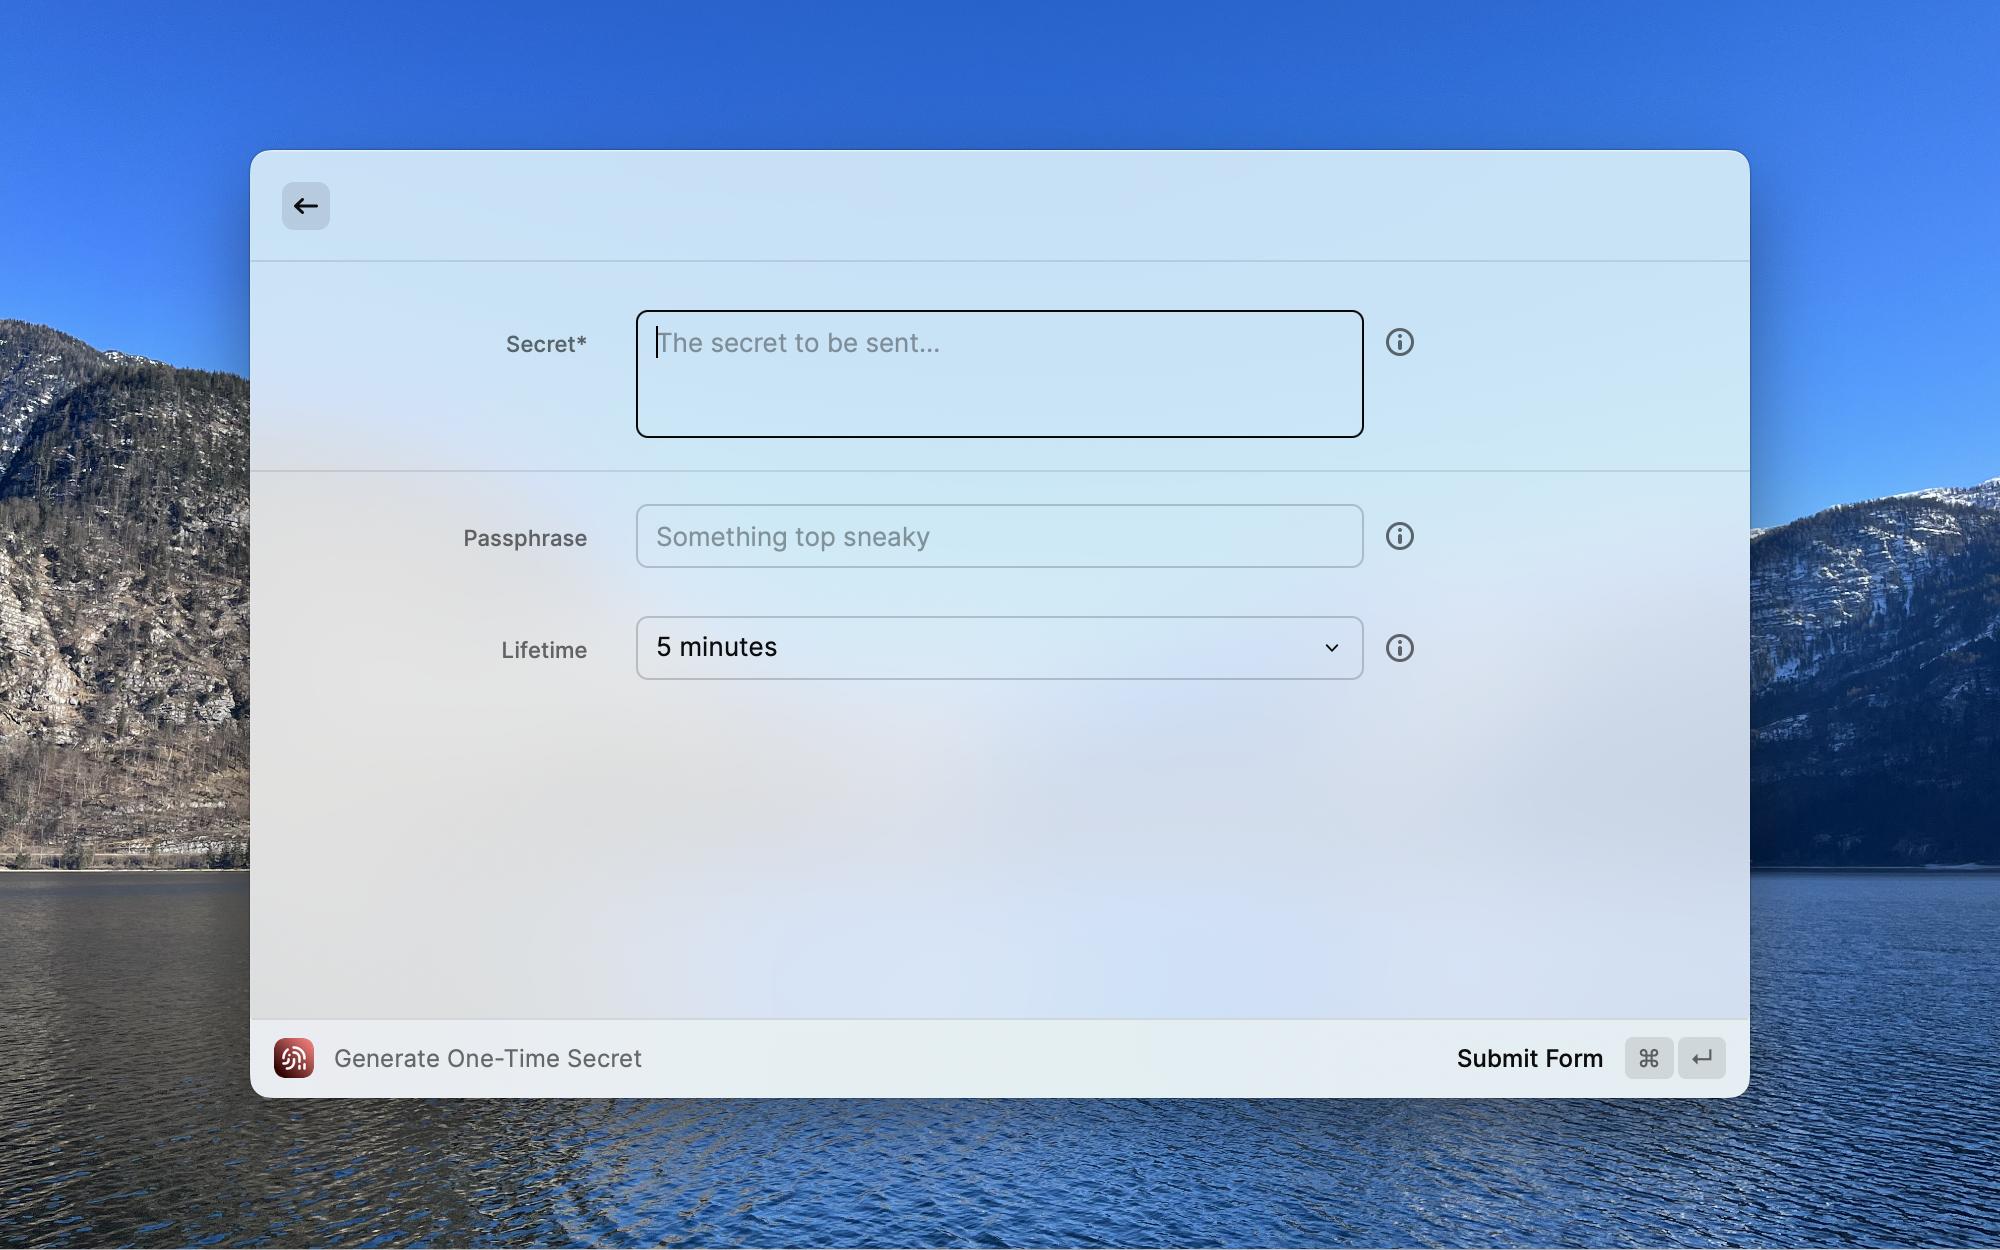 Secret*
The secret to be sent...
Passphrase
Something top sneaky
Lifetime
5 minutes
Generate One-Time Secret
Submit Form ⌘ ↵